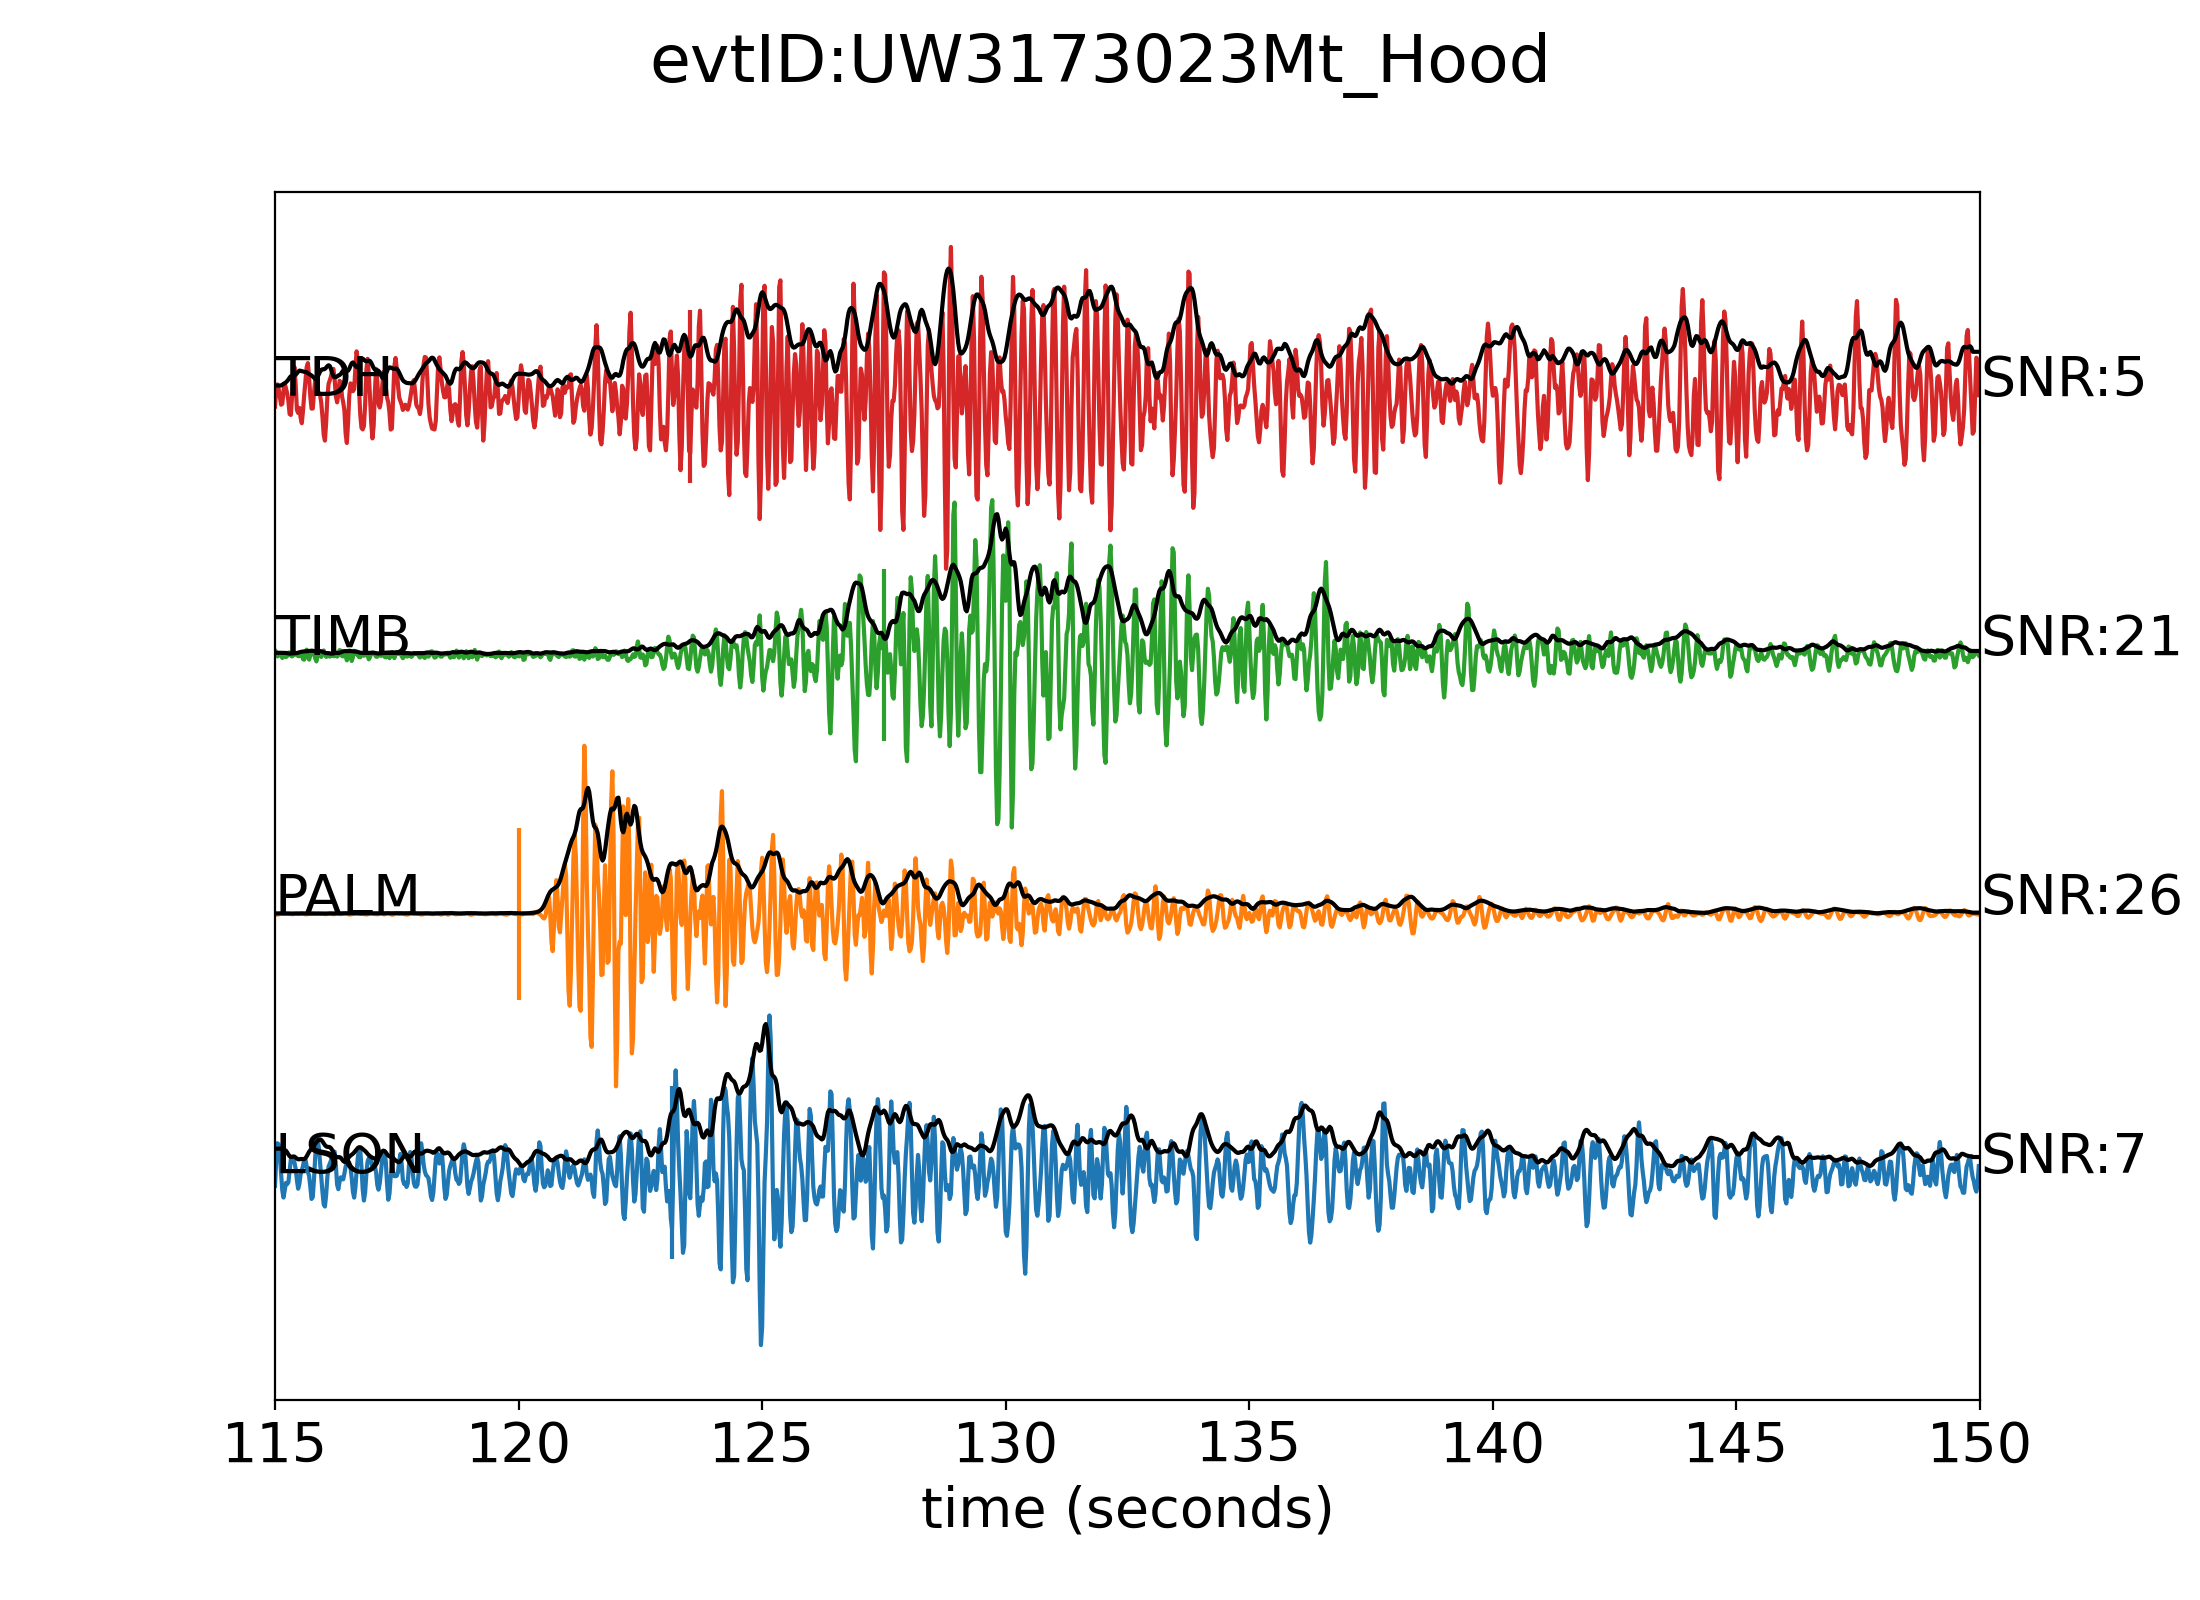 evtID:UW3173023Mt_Hood
TDH SNR:5
TIMB SNR:21
PALM SNR:26
LSON SNR:7
115 120 125 130 135 140 145 150
time (seconds)